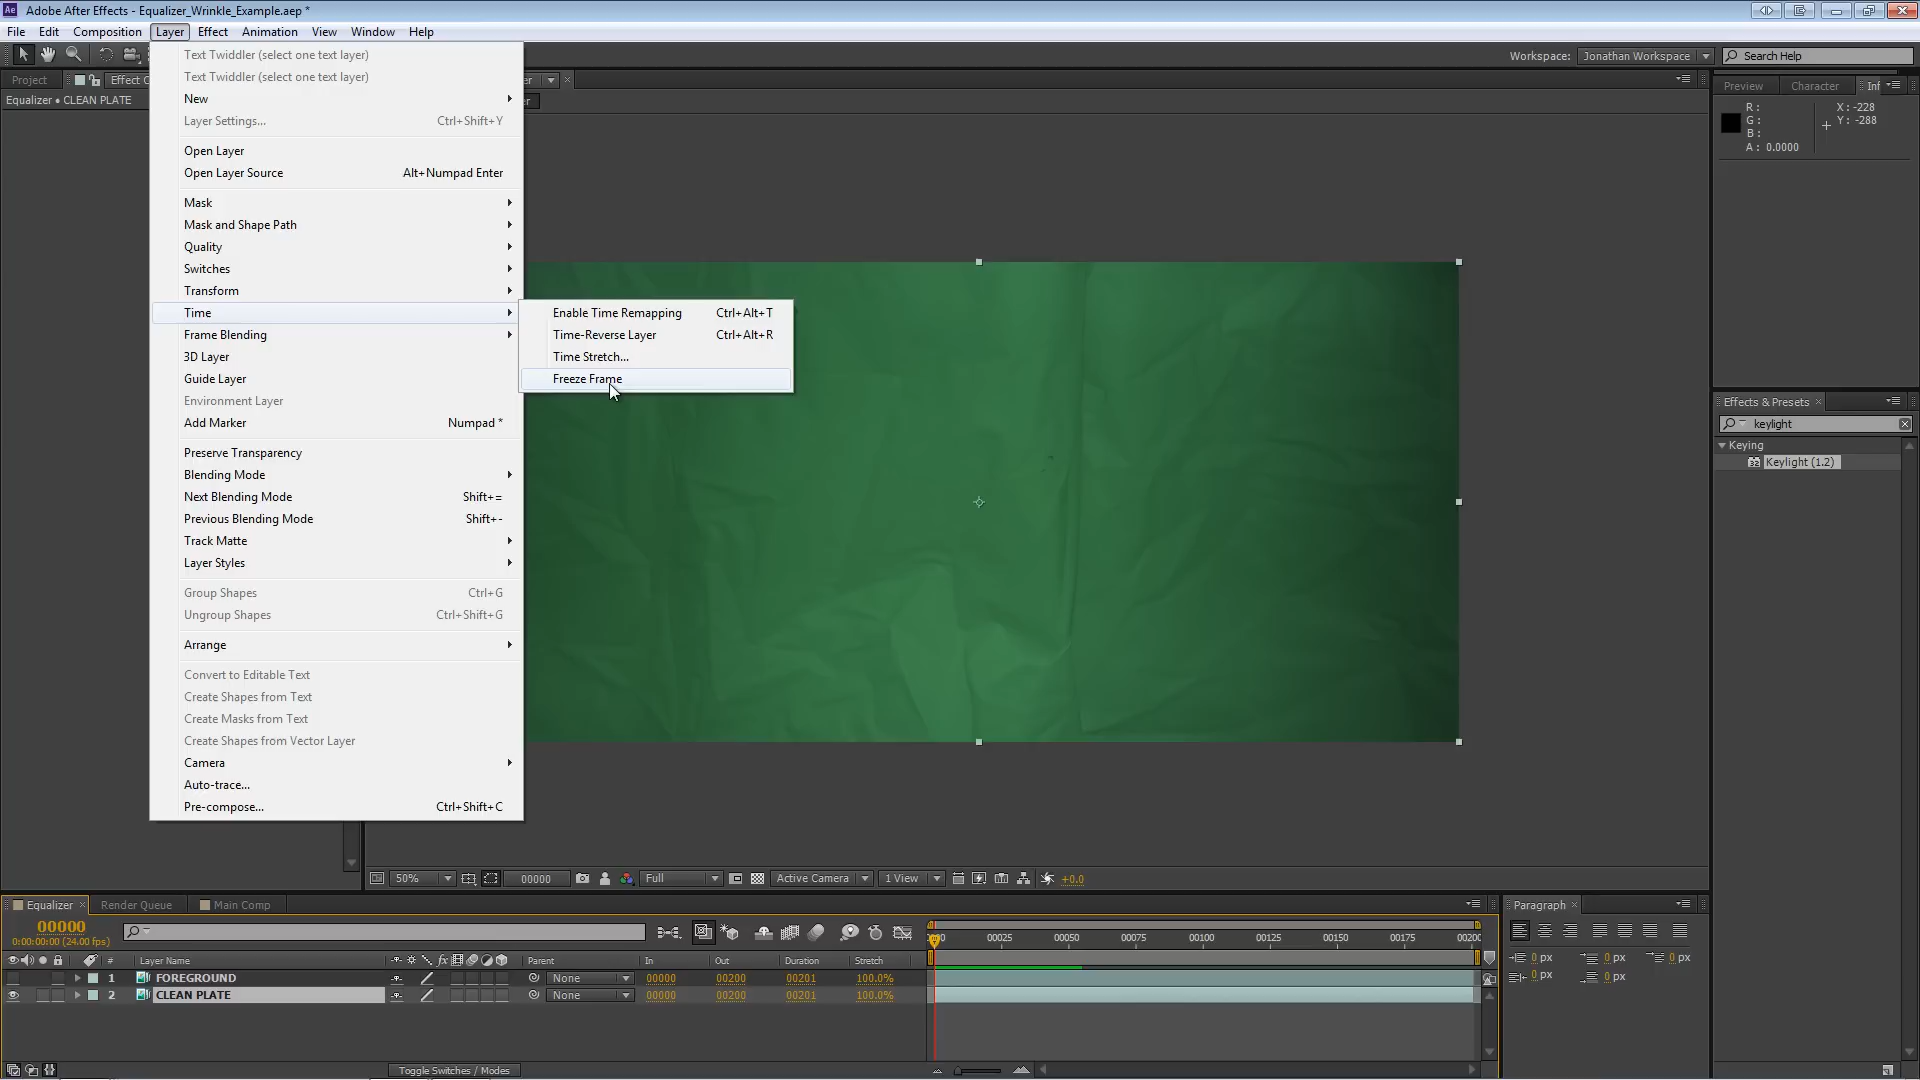 Adobe After Effects - Equalizer_Wrinkle_Example.aep *
File Edit Composition Layer Effect Animation View Window Help
Workspace: Jonathan Workspace Search Help
Project Effect C
Equalizer • CLEAN PLATE
Text Twiddler (select one text layer)
Text Twiddler (select one text layer)
New
Layer Settings... Ctrl+Shift+Y
Open Layer
Open Layer Source Alt+Numpad Enter
Mask
Mask and Shape Path
Quality
Switches
Transform
Time
Frame Blending
3D Layer
Guide Layer
Environment Layer
Add Marker Numpad *
Preserve Transparency
Blending Mode
Next Blending Mode Shift+=
Previous Blending Mode Shift+-
Track Matte
Layer Styles
Group Shapes Ctrl+G
Ungroup Shapes Ctrl+Shift+G
Arrange
Convert to Editable Text
Create Shapes from Text
Create Masks from Text
Create Shapes from Vector Layer
Camera
Auto-trace...
Pre-compose... Ctrl+Shift+C
Enable Time Remapping Ctrl+Alt+T
Time-Reverse Layer Ctrl+Alt+R
Time Stretch...
Freeze Frame
Preview Character Inf
R :
G :
B :
A : 0.0000
X : -228
Y : -288
Effects & Presets
keylight
Keying
Keylight (1.2)
50% 00000 Full Active Camera 1 View +0.0
Equalizer Render Queue Main Comp
00000
0:00:00:00 (24.00 fps)
# Layer Name Parent In Out Duration Stretch
1 FOREGROUND None 00000 00200 00201 100.0%
2 CLEAN PLATE None 00000 00200 00201 100.0%
00025 00050 00075 00100 00125 00150 00175
Toggle Switches / Modes
Paragraph
0 px 0 px 0 px
0 px 0 px